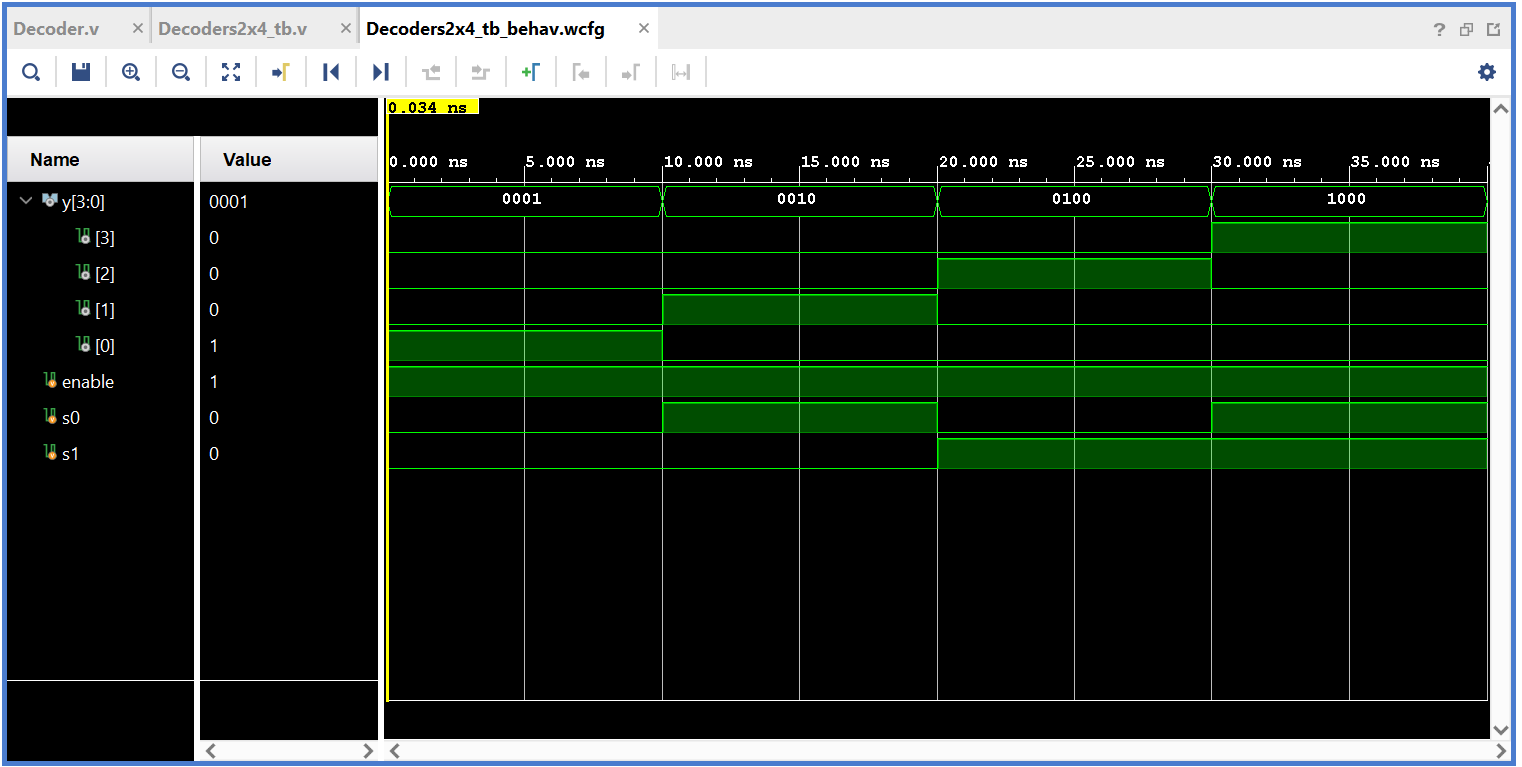 Decoder.v Decoders2x4_tb.v Decoders2x4_tb_behav.wcfg ?
0.034 ns
Name Value 0.000 ns 5.000 ns 10.000 ns 15.000 ns 20.000 ns 25.000 ns 30.000 ns 35.000 ns
y[3:0] 0001 0001 0010 0100 1000
[3] 0
[2] 0
[1] 0
[0] 1
enable 1
s0 0
s1 0